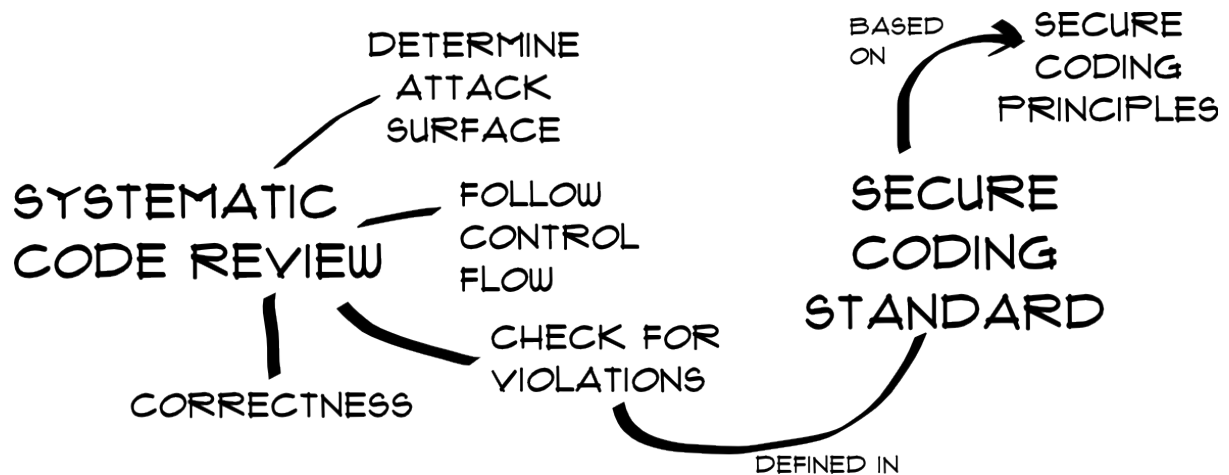 DETERMINE
ATTACK
SURFACE
SYSTEMATIC
CODE REVIEW
FOLLOW
CONTROL
FLOW
CHECK FOR
VIOLATIONS
CORRECTNESS
DEFINED IN
BASED
ON
SECURE
CODING
PRINCIPLES
SECURE
CODING
STANDARD